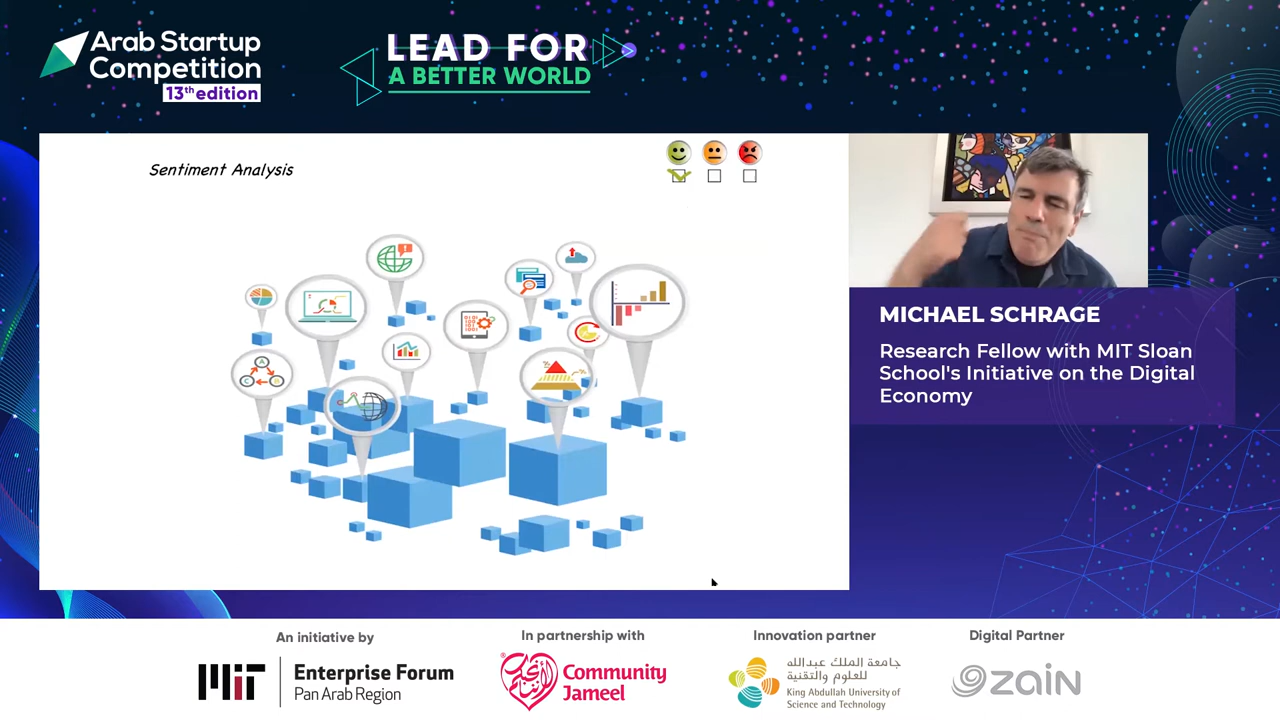 Arab Startup
Competition
13th edition
LEAD FOR
A BETTER WORLD
Sentiment Analysis
A
C
B
MICHAEL SCHRAGE
Research Fellow with MIT Sloan
School's Initiative on the Digital
Economy
An initiative by
In partnership with
Innovation partner
Digital Partner
MIT
Enterprise Forum
Pan Arab Region
Community
Jameel
جامعة الملك عبدالله
للعلوم والتقنية
King Abdullah University of
Science and Technology
zain